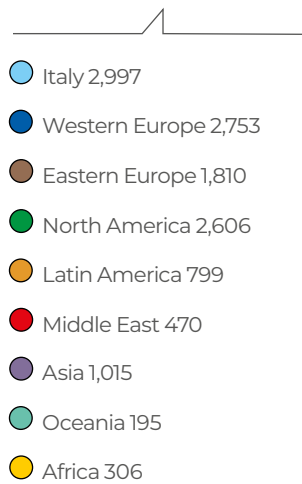 Italy 2,997
Western Europe 2,753
Eastern Europe 1,810
North America 2,606
Latin America 799
Middle East 470
Asia 1,015
Oceania 195
Africa 306